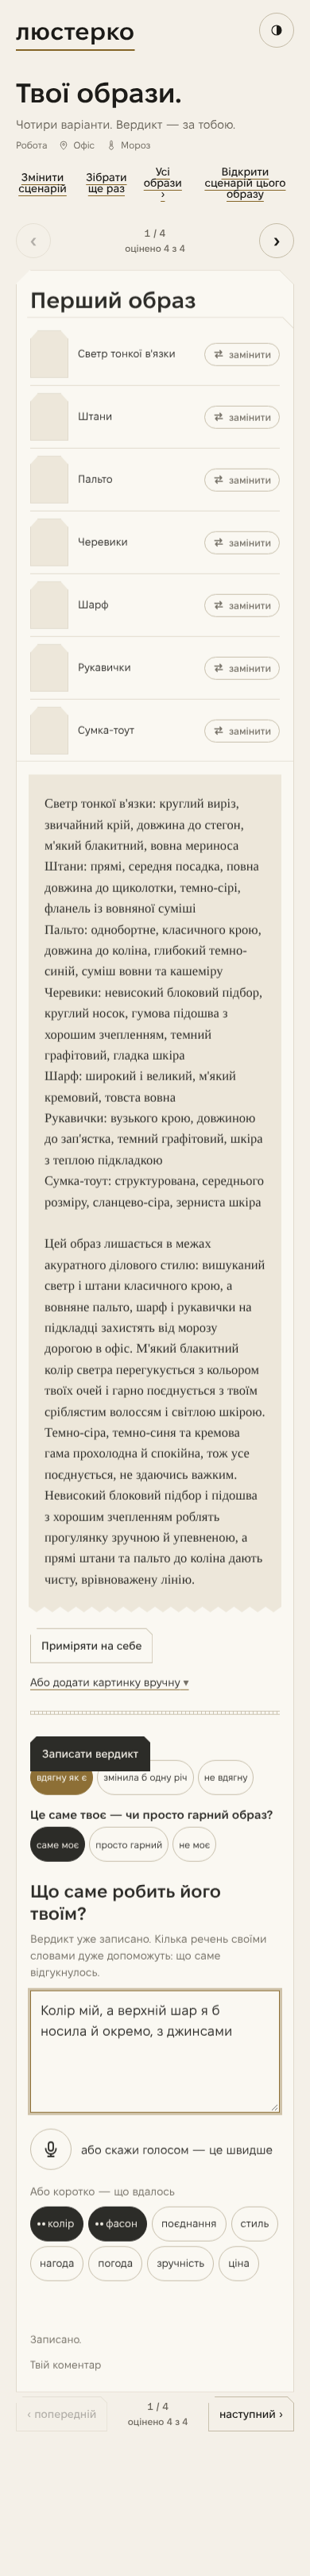 люстерко
Твої образи.
Чотири варіанти. Вердикт — за тобою.
Робота Офіс Мороз
Змінити сценарій
Зібрати ще раз
Усі образи ›
Відкрити сценарій цього образу
‹
1 / 4
оцінено 4 з 4
›
Перший образ
Светр тонкої в'язки
⇄ замінити
Штани
⇄ замінити
Пальто
⇄ замінити
Черевики
⇄ замінити
Шарф
⇄ замінити
Рукавички
⇄ замінити
Сумка-тоут
⇄ замінити
Светр тонкої в'язки: круглий виріз,
звичайний крій, довжина до стегон,
м'який блакитний, вовна мериноса
Штани: прямі, середня посадка, повна
довжина до щиколотки, темно-сірі,
фланель із вовняної суміші
Пальто: однобортне, класичного крою,
довжина до коліна, глибокий темно-
синій, суміш вовни та кашеміру
Черевики: невисокий блоковий підбор,
круглий носок, гумова підошва з
хорошим зчепленням, темний
графітовий, гладка шкіра
Шарф: широкий і великий, м'який
кремовий, товста вовна
Рукавички: вузького крою, довжиною
до зап'ястка, темний графітовий, шкіра
з теплою підкладкою
Сумка-тоут: структурована, середнього
розміру, сланцево-сіра, зерниста шкіра
Цей образ лишається в межах
акуратного ділового стилю: вишуканий
светр і штани класичного крою, а
вовняне пальто, шарф і рукавички на
підкладці захистять від морозу
дорогою в офіс. М'який блакитний
колір светра перегукується з кольором
твоїх очей і гарно поєднується з твоїм
сріблястим волоссям і світлою шкірою.
Темно-сіра, темно-синя та кремова
гама прохолодна й спокійна, тож усе
поєднується, не здаючись важким.
Невисокий блоковий підбор і підошва
з хорошим зчепленням роблять
прогулянку зручною й упевненою, а
прямі штани та пальто до коліна дають
чисту, врівноважену лінію.
Приміряти на себе
Або додати картинку вручну ▾
Записати вердикт
вдягну як є
змінила б одну річ
не вдягну
Це саме твоє — чи просто гарний образ?
саме моє
просто гарний
не моє
Що саме робить його
твоїм?
Вердикт уже записано. Кілька речень своїми
словами дуже допоможуть: що саме
відгукнулось.
Колір мій, а верхній шар я б
носила й окремо, з джинсами
або скажи голосом — це швидше
Або коротко — що вдалось
•• колір
•• фасон
поєднання
стиль
нагода
погода
зручність
ціна
Записано.
Твій коментар
‹ попередній
1 / 4
оцінено 4 з 4
наступний ›